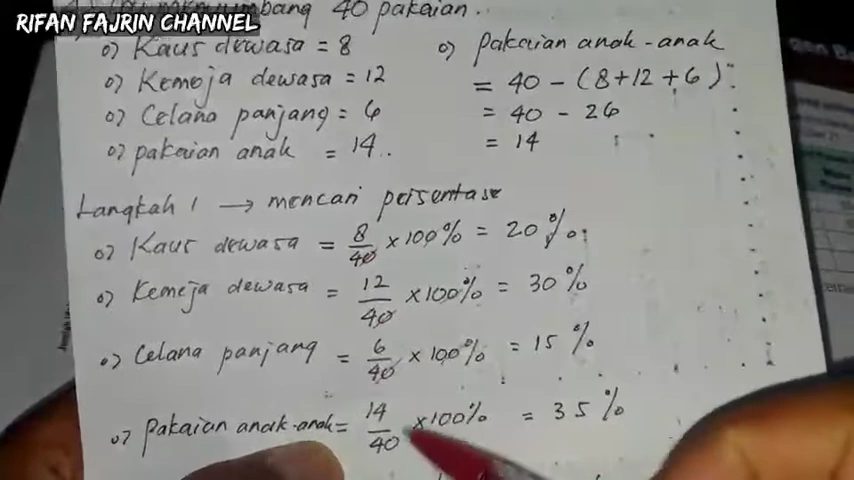 RIFAN FAJRIN CHANNEL
menyumbang 40 pakaian.
o) Kaus dewasa = 8
o) Kemeja dewasa = 12
o) Celana panjang = 6
o) pakaian anak = 14..
o) pakaian anak-anak
= 40 - (8+12+6)
= 40 - 26
= 14
Langkah 1 → mencari persentase
o) Kaus dewasa = 8/40 × 100% = 20%
o) Kemeja dewasa = 12/40 × 100% = 30%
o) Celana panjang = 6/40 × 100% = 15%
o) pakaian anak-anak = 14/40 × 100% = 35%